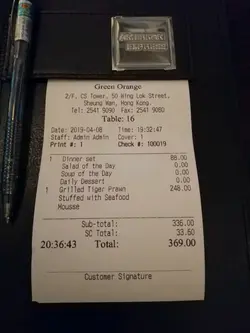 Green Orange
2/F, CS Tower, 50 Wing Lok Street,
Sheung Wan, Hong Kong.
Tel: 2541 9090 Fax: 2541 9080
Table: 16
Date: 2019-04-08 Time: 19:32:47
Staff: Admin Admin Cover: 1
Print #: 1 Check #: 100019
1 Dinner set 88.00
Salad of the Day 0.00
Soup of the Day 0.00
Daily Dessert 0.00
1 Grilled Tiger Prawn 248.00
Stuffed with Seafood
Mousse
Sub-total: 336.00
SC Total: 33.60
20:36:43 Total: 369.00
Customer Signature